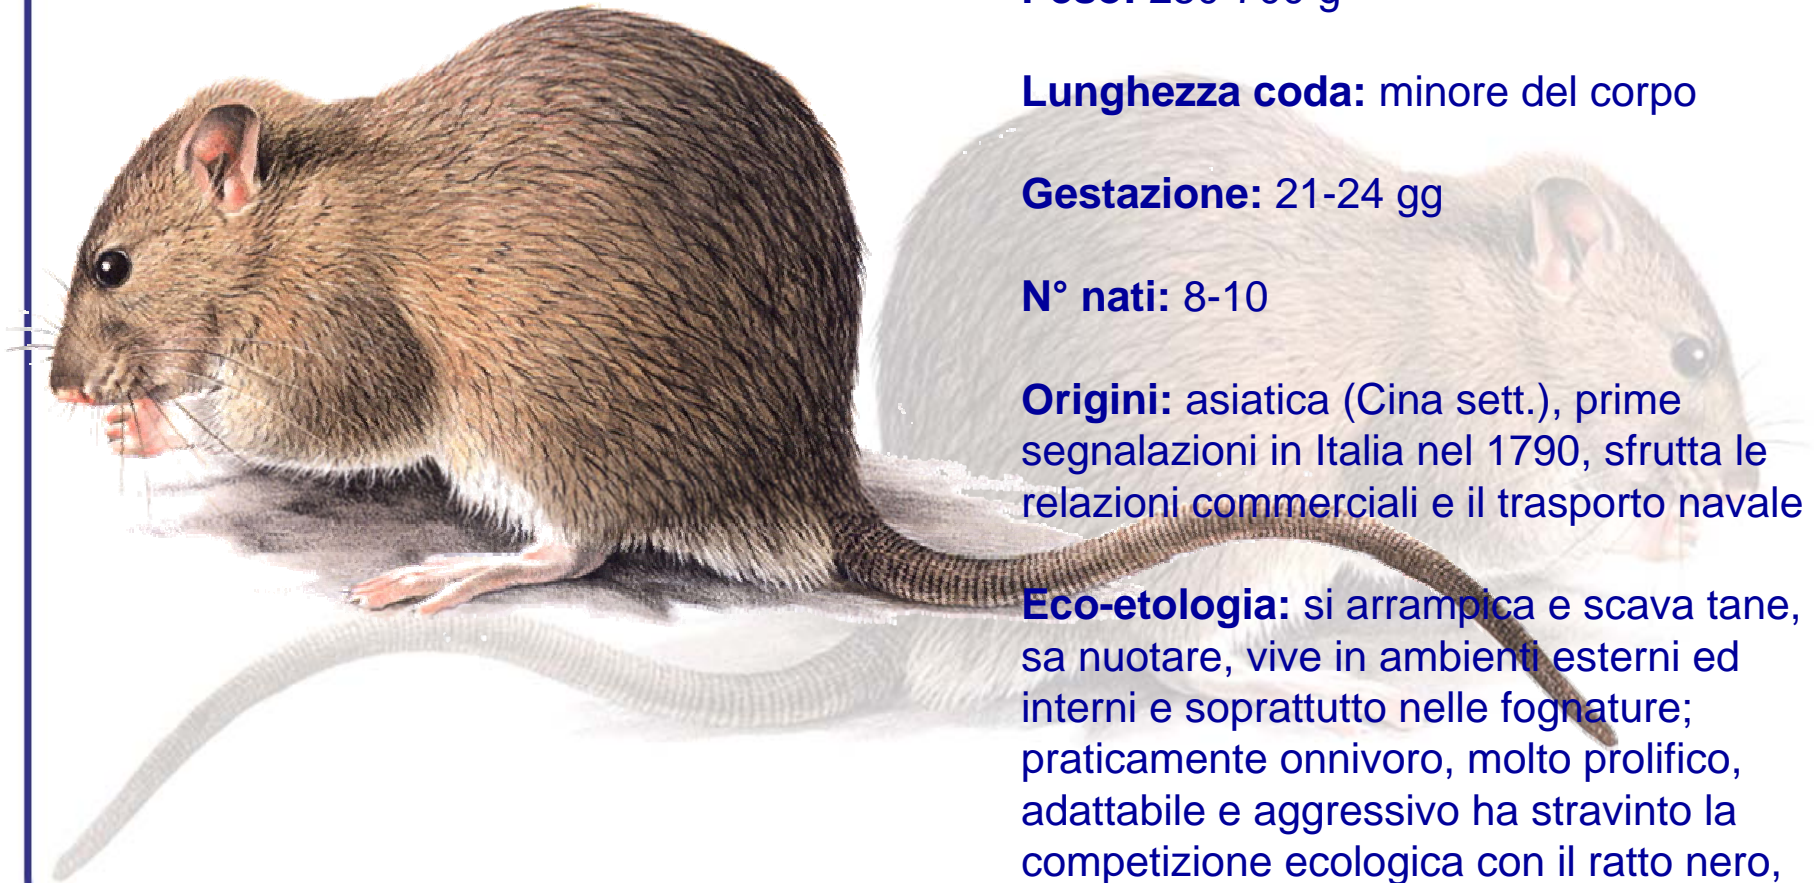 Lunghezza coda: minore del corpo
Gestazione: 21-24 gg
N° nati: 8-10
Origini: asiatica (Cina sett.), prime
segnalazioni in Italia nel 1790, sfrutta le
relazioni commerciali e il trasporto navale
Eco-etologia: si arrampica e scava tane,
sa nuotare, vive in ambienti esterni ed
interni e soprattutto nelle fognature;
praticamente onnivoro, molto prolifico,
adattabile e aggressivo ha stravinto la
competizione ecologica con il ratto nero,